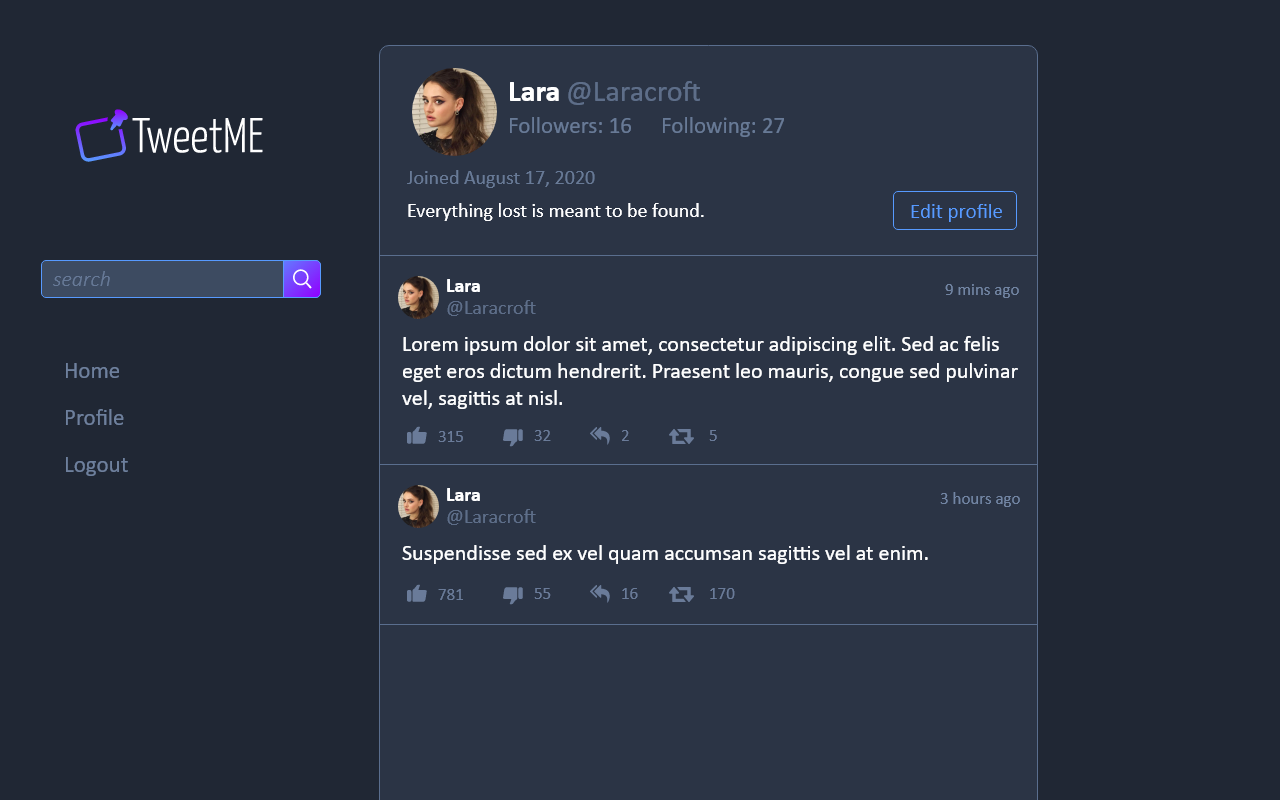 TweetME
search
Home
Profile
Logout
Lara @Laracroft
Followers: 16 Following: 27
Joined August 17, 2020
Everything lost is meant to be found.
Edit profile
Lara
@Laracroft
9 mins ago
Lorem ipsum dolor sit amet, consectetur adipiscing elit. Sed ac felis
eget eros dictum hendrerit. Praesent leo mauris, congue sed pulvinar
vel, sagittis at nisl.
315 32 2 5
Lara
@Laracroft
3 hours ago
Suspendisse sed ex vel quam accumsan sagittis vel at enim.
781 55 16 170